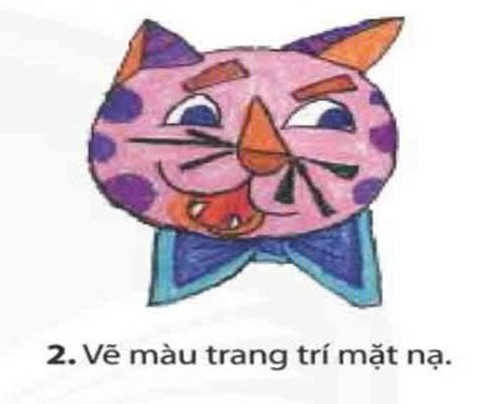 2. Vẽ màu trang trí mặt nạ.